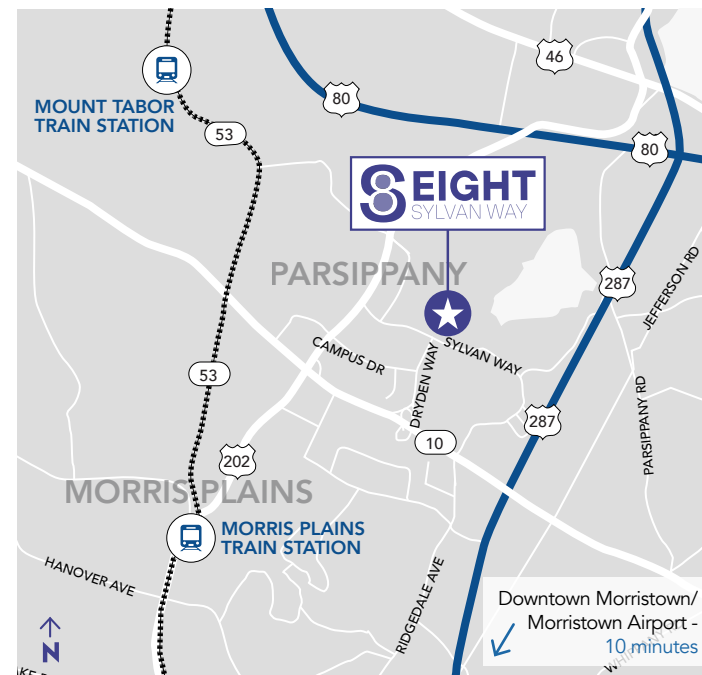 46
80
MOUNT TABOR
TRAIN STATION
53
80
8 EIGHT
SYLVAN WAY
PARSIPPANY
287
JEFFERSON RD
SYLVAN WAY
CAMPUS DR
DRYDEN WAY
53
287
10
PARSIPPANY RD
202
MORRIS PLAINS
MORRIS PLAINS
TRAIN STATION
HANOVER AVE
RIDGEDALE AVE
Downtown Morristown/
Morristown Airport -
10 minutes
N